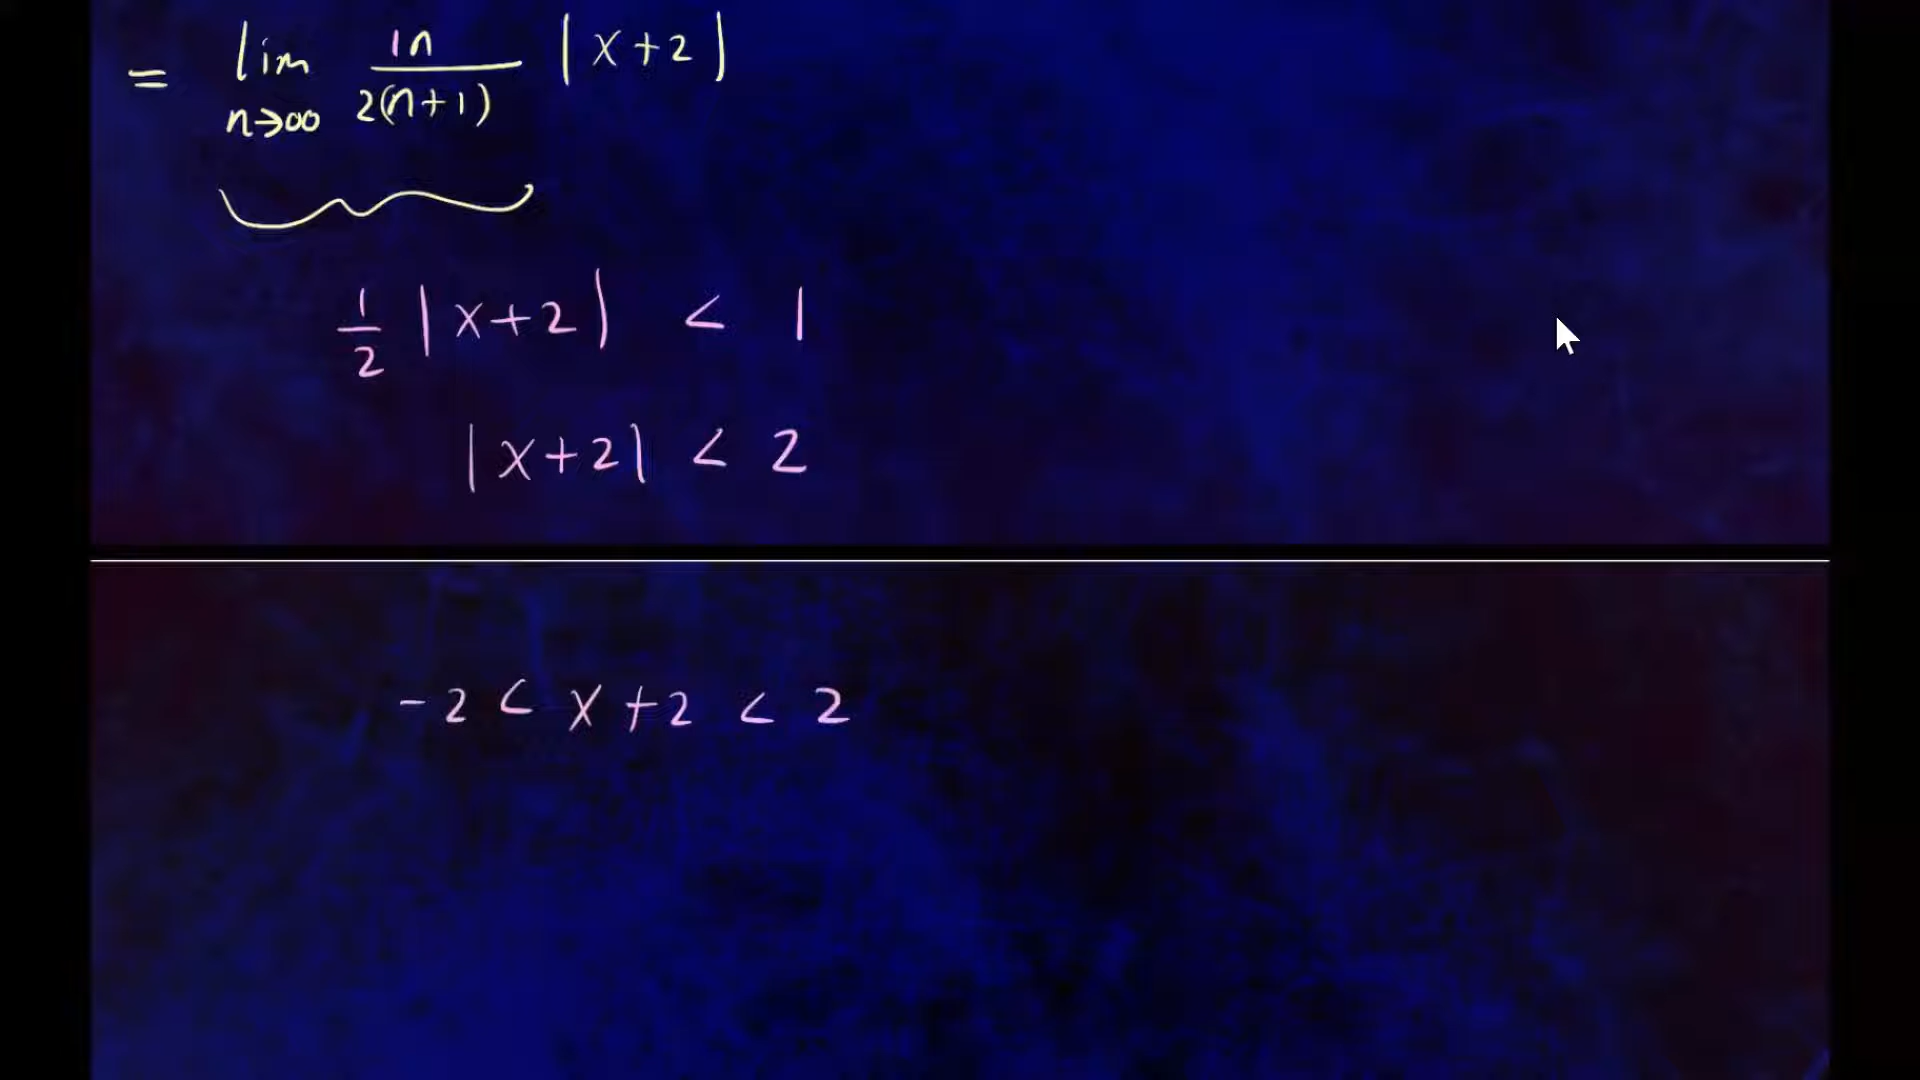 = lim n→∞ 1n / 2(n+1) |x+2|
1/2 |x+2| < 1
|x+2| < 2
-2 < x+2 < 2